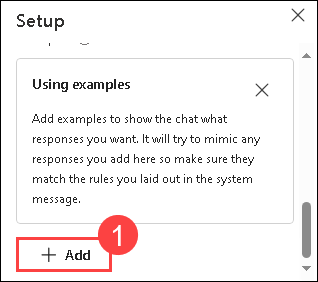 Setup
Using examples
Add examples to show the chat what
responses you want. It will try to mimic any
responses you add here so make sure they
match the rules you laid out in the system
message.
1
+ Add